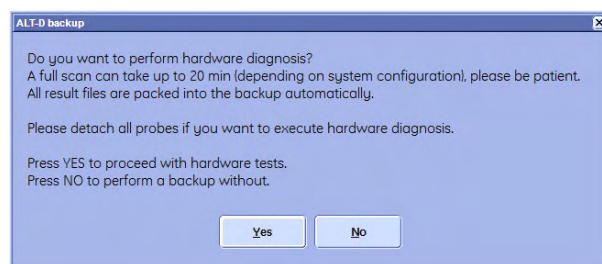 ALT-D backup
Do you want to perform hardware diagnosis?
A full scan can take up to 20 min (depending on system configuration), please be patient.
All result files are packed into the backup automatically.
Please detach all probes if you want to execute hardware diagnosis.
Press YES to proceed with hardware tests.
Press NO to perform a backup without.
Yes No